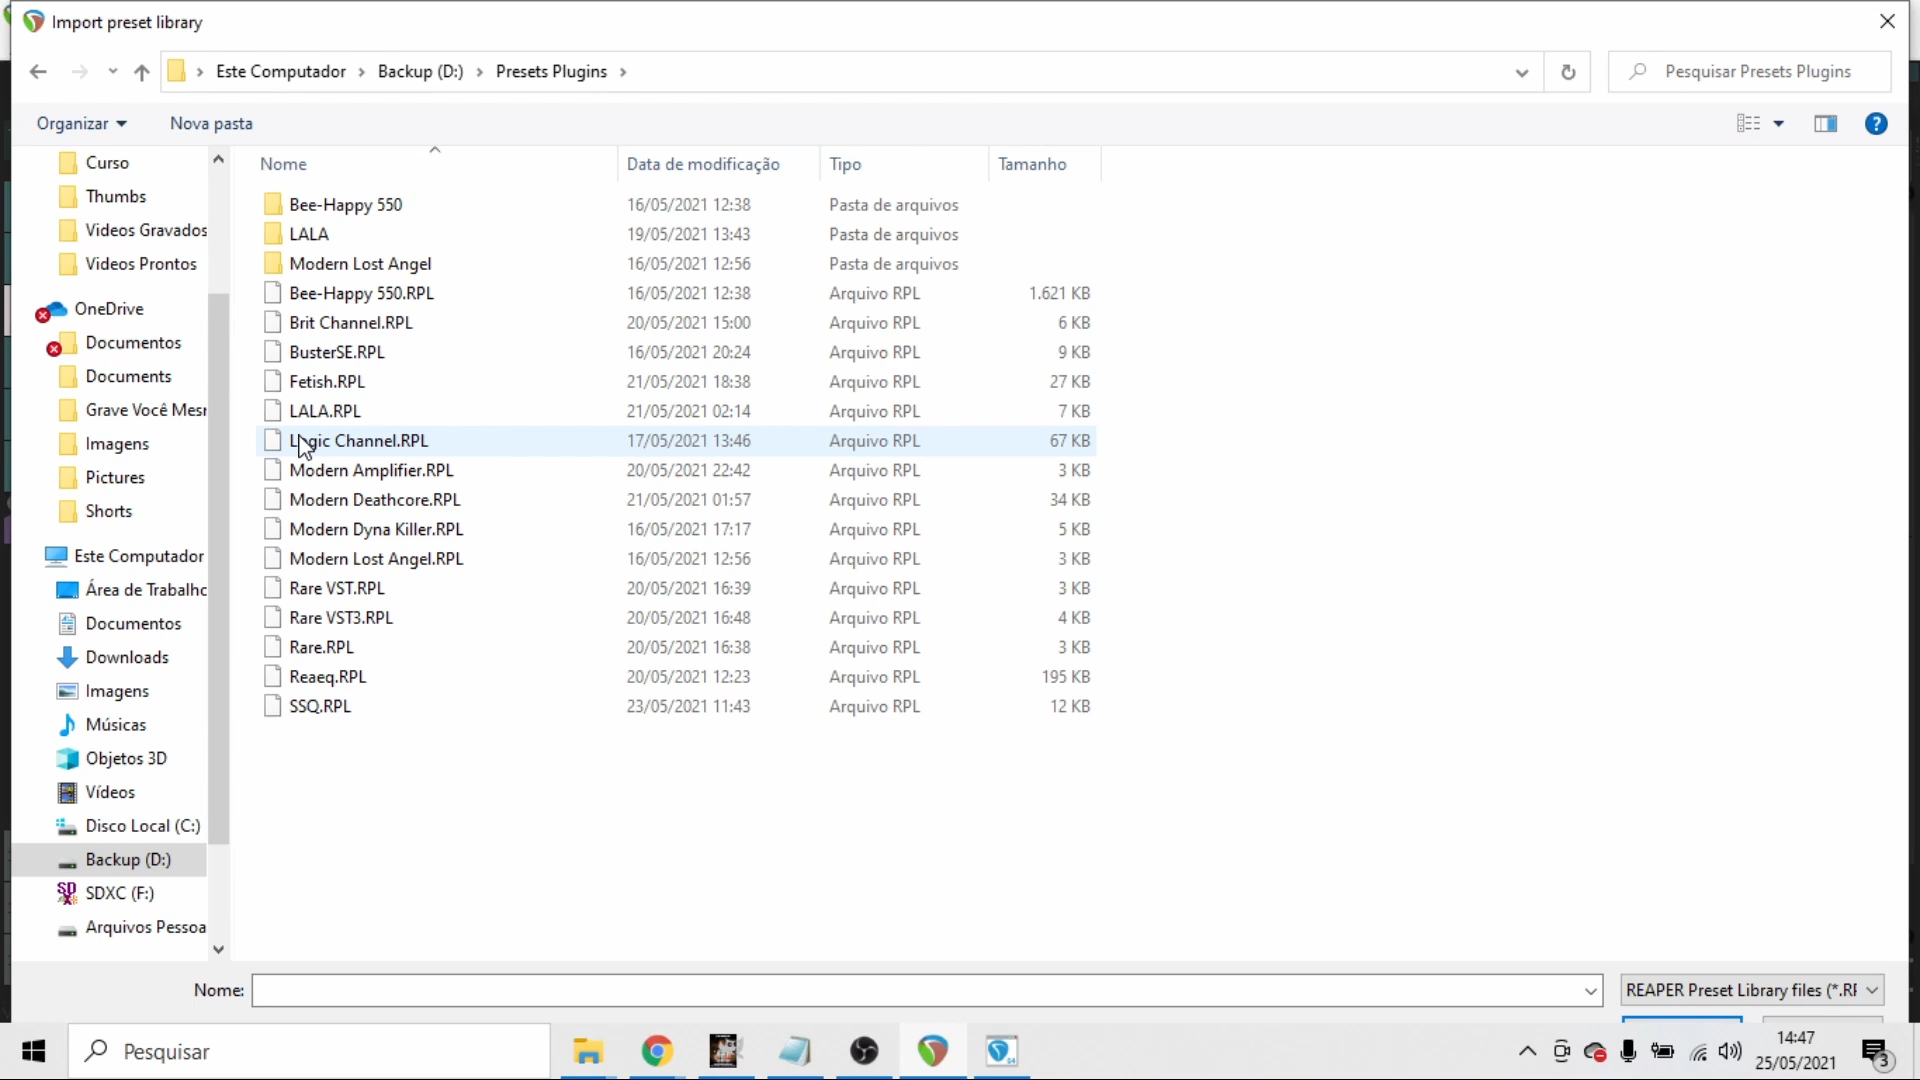 Import preset library
Este Computador > Backup (D:) > Presets Plugins >
Pesquisar Presets Plugins
Organizar
Nova pasta
Curso
Thumbs
Videos Gravados
Videos Prontos
OneDrive
Documentos
Documents
Grave Você Mesr
Imagens
Pictures
Shorts
Este Computador
Área de Trabalhc
Documentos
Downloads
Imagens
Músicas
Objetos 3D
Vídeos
Disco Local (C:)
Backup (D:)
SDXC (F:)
Arquivos Pessoa
Nome Data de modificação Tipo Tamanho
Bee-Happy 550 16/05/2021 12:38 Pasta de arquivos
LALA 19/05/2021 13:43 Pasta de arquivos
Modern Lost Angel 16/05/2021 12:56 Pasta de arquivos
Bee-Happy 550.RPL 16/05/2021 12:38 Arquivo RPL 1.621 KB
Brit Channel.RPL 20/05/2021 15:00 Arquivo RPL 6 KB
BusterSE.RPL 16/05/2021 20:24 Arquivo RPL 9 KB
Fetish.RPL 21/05/2021 18:38 Arquivo RPL 27 KB
LALA.RPL 21/05/2021 02:14 Arquivo RPL 7 KB
Logic Channel.RPL 17/05/2021 13:46 Arquivo RPL 67 KB
Modern Amplifier.RPL 20/05/2021 22:42 Arquivo RPL 3 KB
Modern Deathcore.RPL 21/05/2021 01:57 Arquivo RPL 34 KB
Modern Dyna Killer.RPL 16/05/2021 17:17 Arquivo RPL 5 KB
Modern Lost Angel.RPL 16/05/2021 12:56 Arquivo RPL 3 KB
Rare VST.RPL 20/05/2021 16:39 Arquivo RPL 3 KB
Rare VST3.RPL 20/05/2021 16:48 Arquivo RPL 4 KB
Rare.RPL 20/05/2021 16:38 Arquivo RPL 3 KB
Reaeq.RPL 20/05/2021 12:23 Arquivo RPL 195 KB
SSQ.RPL 23/05/2021 11:43 Arquivo RPL 12 KB
Nome:
REAPER Preset Library files (*.RF
Pesquisar
14:47
25/05/2021
3